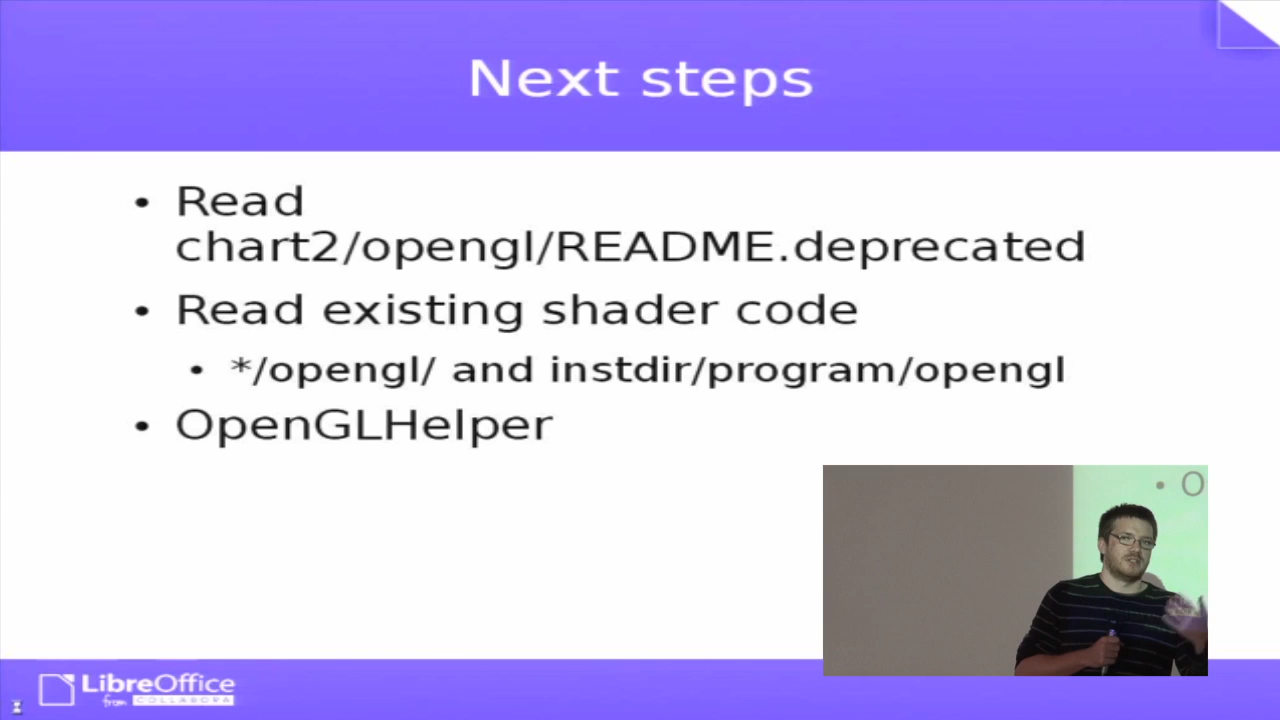 Next steps
• Read
chart2/opengl/README.deprecated
• Read existing shader code
• */opengl/ and instdir/program/opengl
• OpenGLHelper
• O
LibreOffice
from COLLABORA